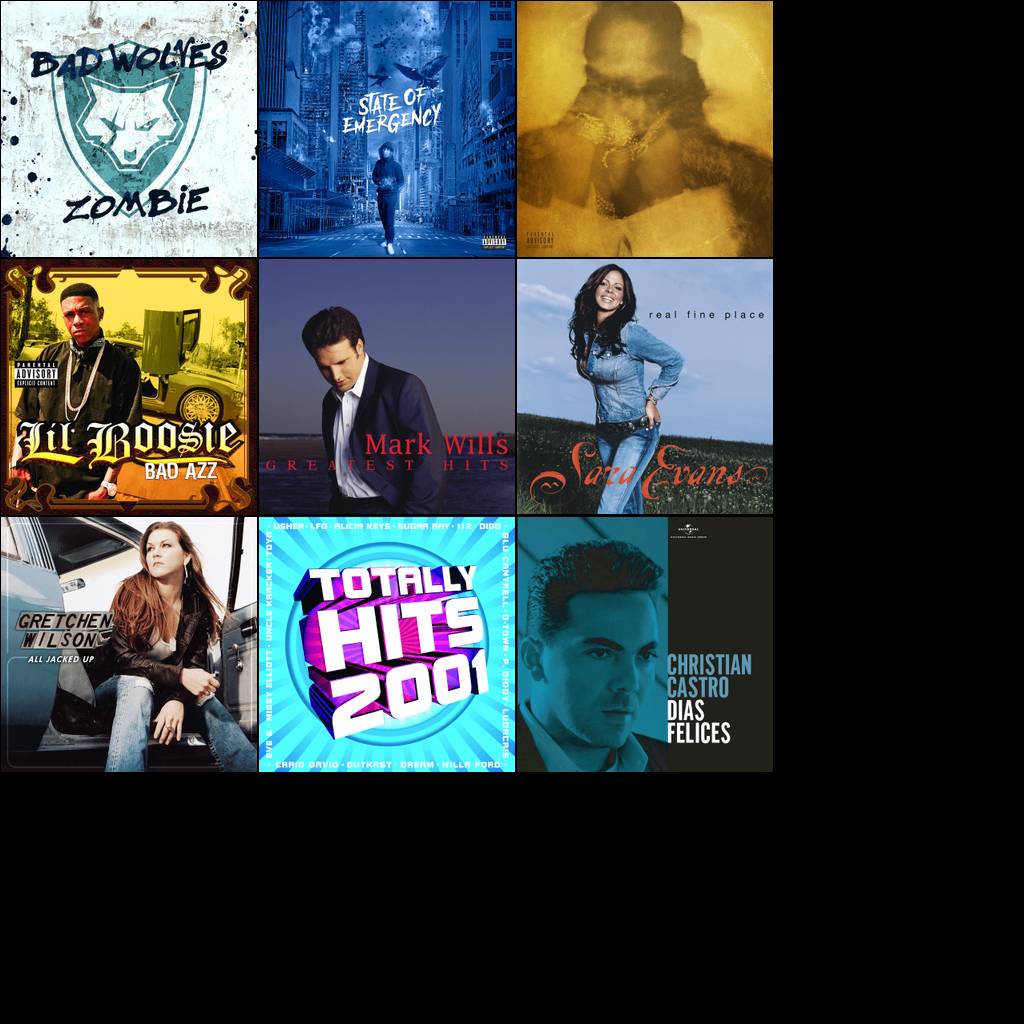 BAD WOLVES
ZOMBIE
STATE OF
EMERGENCY
PARENTAL
ADVISORY
EXPLICIT CONTENT
PARENTAL
ADVISORY
EXPLICIT CONTENT
PARENTAL
ADVISORY
EXPLICIT CONTENT
Lil Boosie
BAD AZZ
Mark Wills
GREATEST HITS
real fine place
Sara Evans
GRETCHEN
WILSON
ALL JACKED UP
· USHER · LFO · ALICIA KEYS · SUGAR RAY · 112 · DIDO ·
EVE 6 · MISSY ELLIOTT · UNCLE KRACKER · TOYA
BLU CANTRELL · O-TOWN · P. DIDDY · LUDACRIS
TOTALLY
HITS
2001
· CRAIG DAVID · OUTKAST · DREAM · WILLA FORD ·
UNIVERSAL
CHRISTIAN
CASTRO
DIAS
FELICES